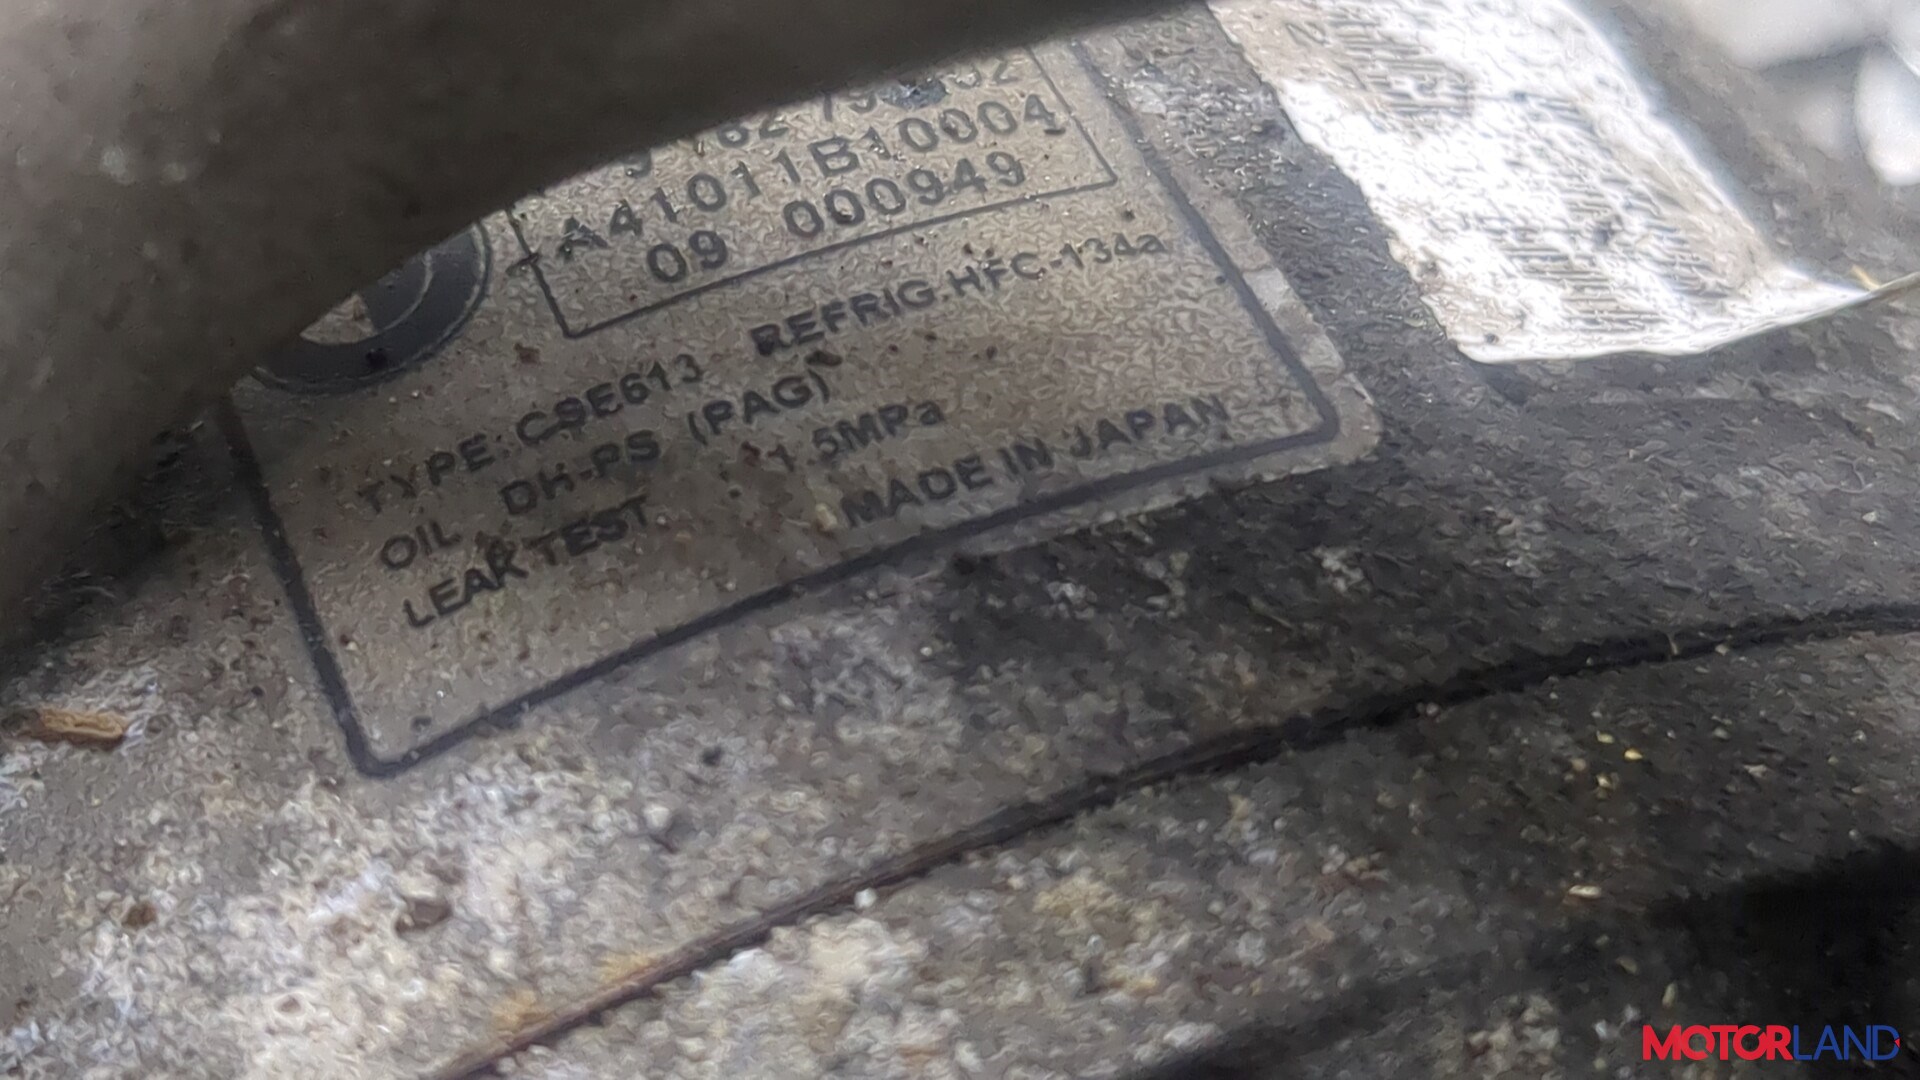 A41011B10004
09 000949
TYPE: CSE613 REFRIG.HFC-134a
OIL DH-PS (PAG)
LEAK TEST 1.5MPa
MADE IN JAPAN
MOTORLAND